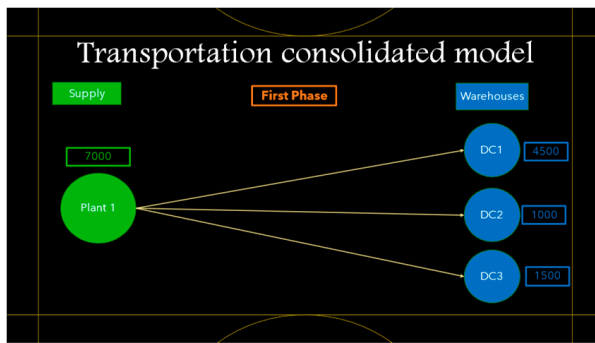 Transportation consolidated model
Supply
First Phase
Warehouses
7000
Plant 1
DC1
4500
DC2
1000
DC3
1500